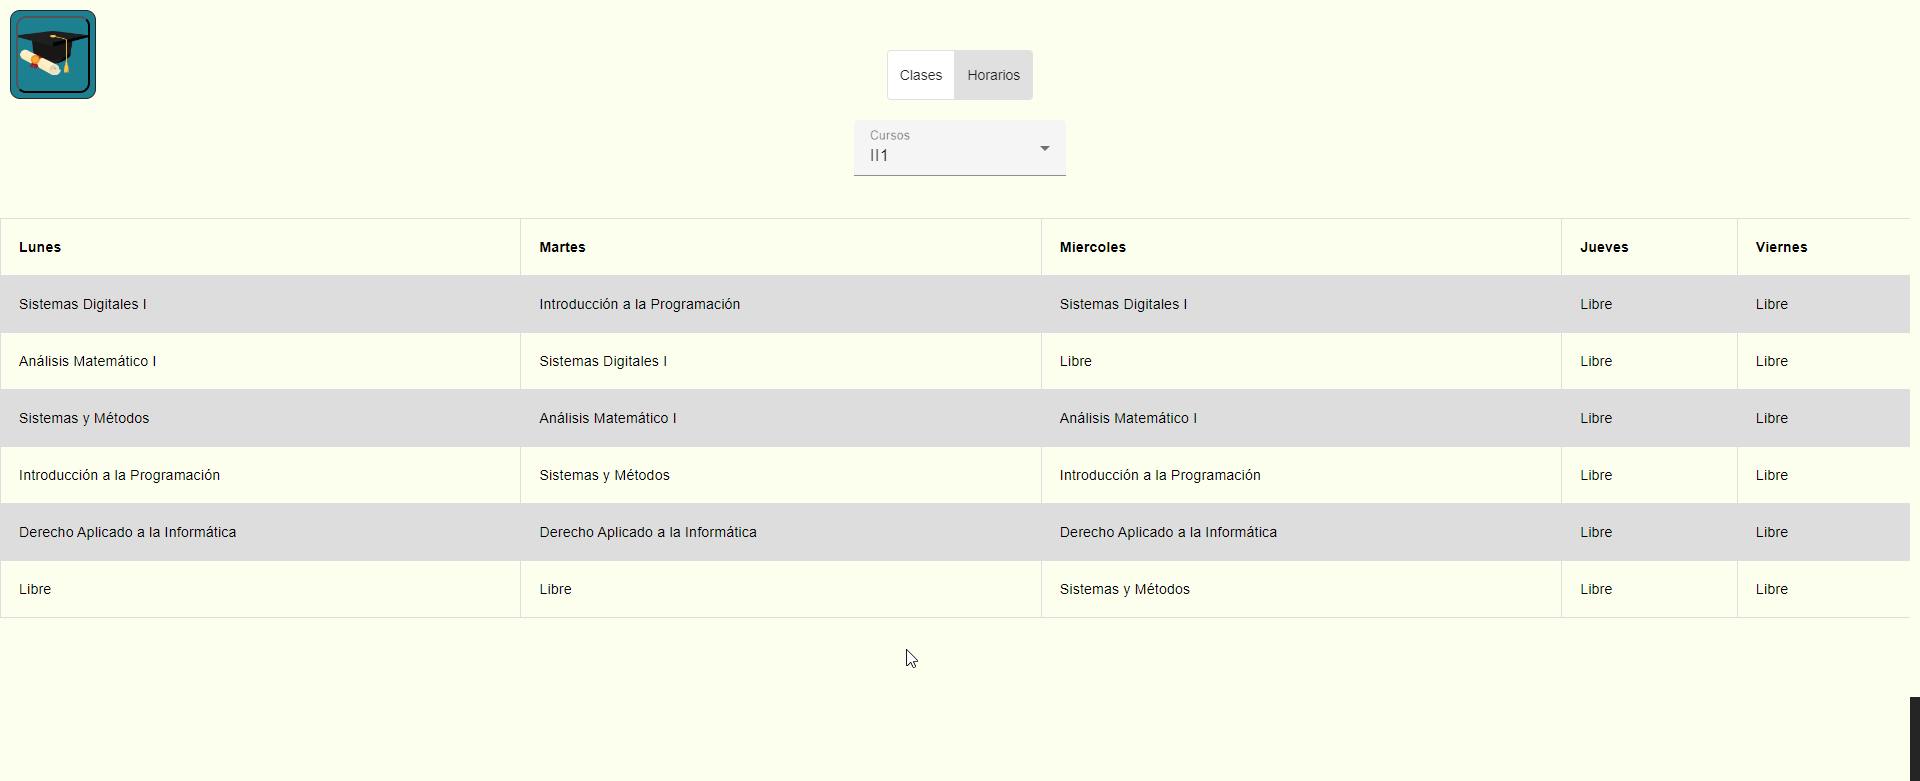 Clases Horarios
Cursos
II1
Lunes Martes Miercoles Jueves Viernes
Sistemas Digitales I Introducción a la Programación Sistemas Digitales I Libre Libre
Análisis Matemático I Sistemas Digitales I Libre Libre Libre
Sistemas y Métodos Análisis Matemático I Análisis Matemático I Libre Libre
Introducción a la Programación Sistemas y Métodos Introducción a la Programación Libre Libre
Derecho Aplicado a la Informática Derecho Aplicado a la Informática Derecho Aplicado a la Informática Libre Libre
Libre Libre Sistemas y Métodos Libre Libre